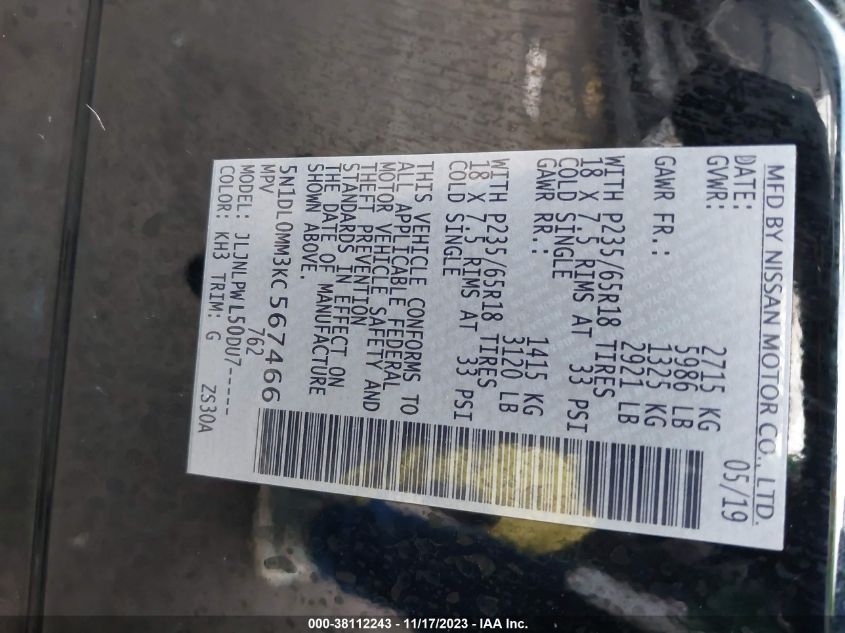 MFD BY NISSAN MOTOR CO., LTD.
DATE: 05/19
GVWR: 2715 KG
5986 LB
GAWR FR.: 1325 KG
2921 LB
WITH P235/65R18 TIRES
18 X 7.5 RIMS AT 33 PSI
COLD SINGLE
GAWR RR.: 1415 KG
3120 LB
WITH P235/65R18 TIRES
18 X 7.5 RIMS AT 33 PSI
COLD SINGLE
THIS VEHICLE CONFORMS TO
ALL APPLICABLE FEDERAL
MOTOR VEHICLE SAFETY AND
THEFT PREVENTION
STANDARDS IN EFFECT ON
THE DATE OF MANUFACTURE
SHOWN ABOVE.
5N1DL0MM3KC567466
MPV 762
MODEL: JLJNLPWL50DU7-----
COLOR: KH3 TRIM: G ZS30A
000-38112243 - 11/17/2023 - IAA Inc.